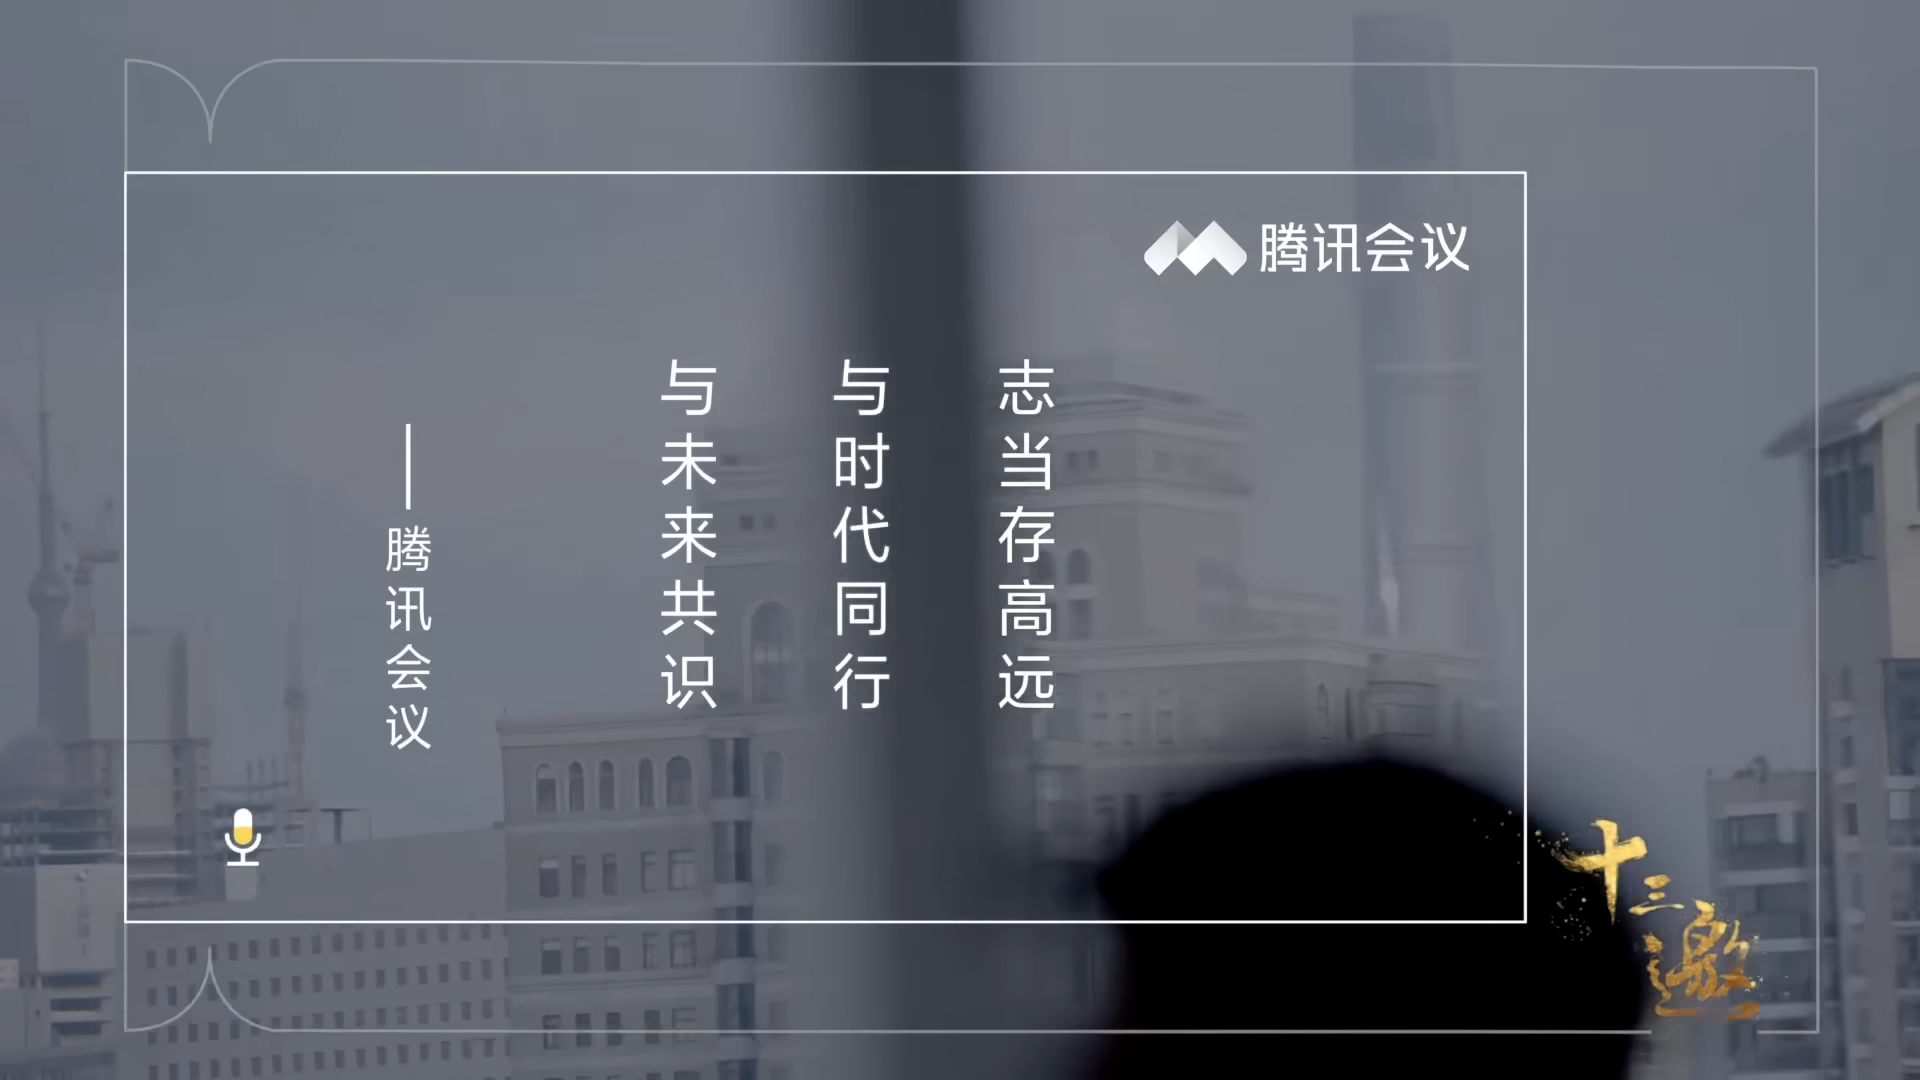 腾讯会议
志当存高远
与时代同行
与未来共识
——腾讯会议
十三邀